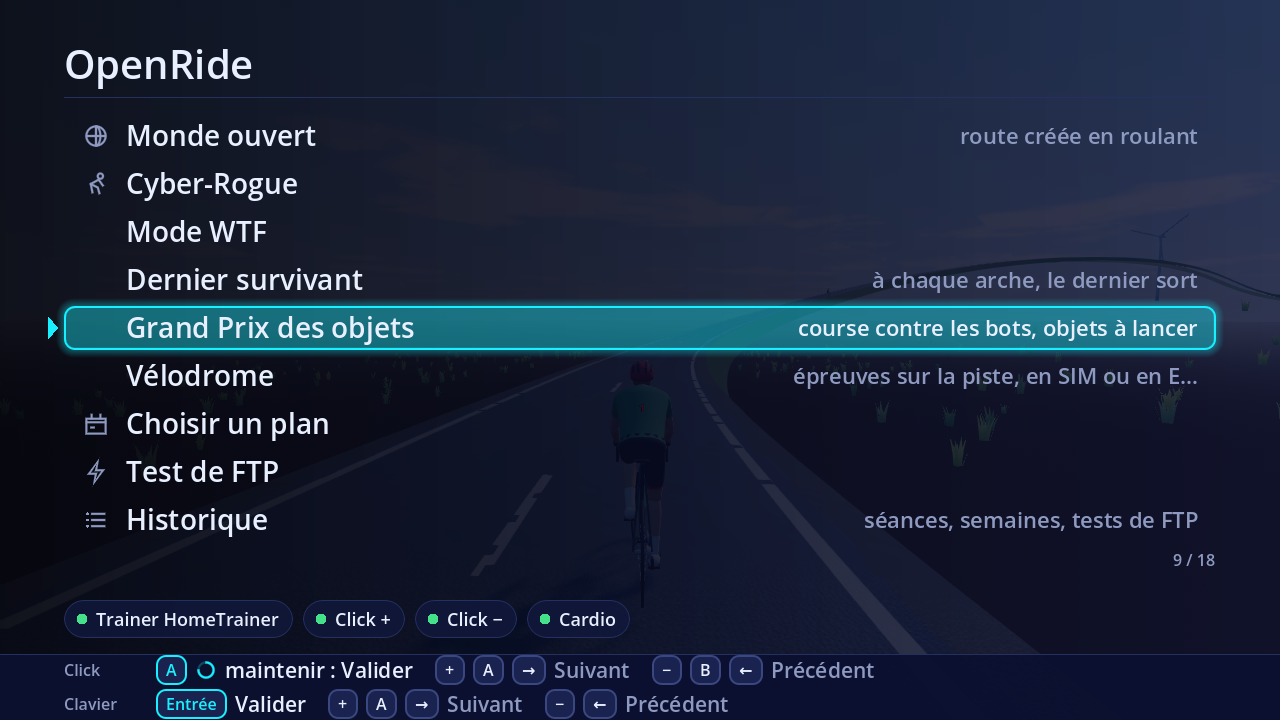 OpenRide
Monde ouvert route créée en roulant
Cyber-Rogue
Mode WTF
Dernier survivant à chaque arche, le dernier sort
Grand Prix des objets course contre les bots, objets à lancer
Vélodrome épreuves sur la piste, en SIM ou en E...
Choisir un plan
Test de FTP
Historique séances, semaines, tests de FTP
9 / 18
Trainer HomeTrainer Click + Click − Cardio
Click A maintenir : Valider + A → Suivant − B ← Précédent
Clavier Entrée Valider + A → Suivant − ← Précédent